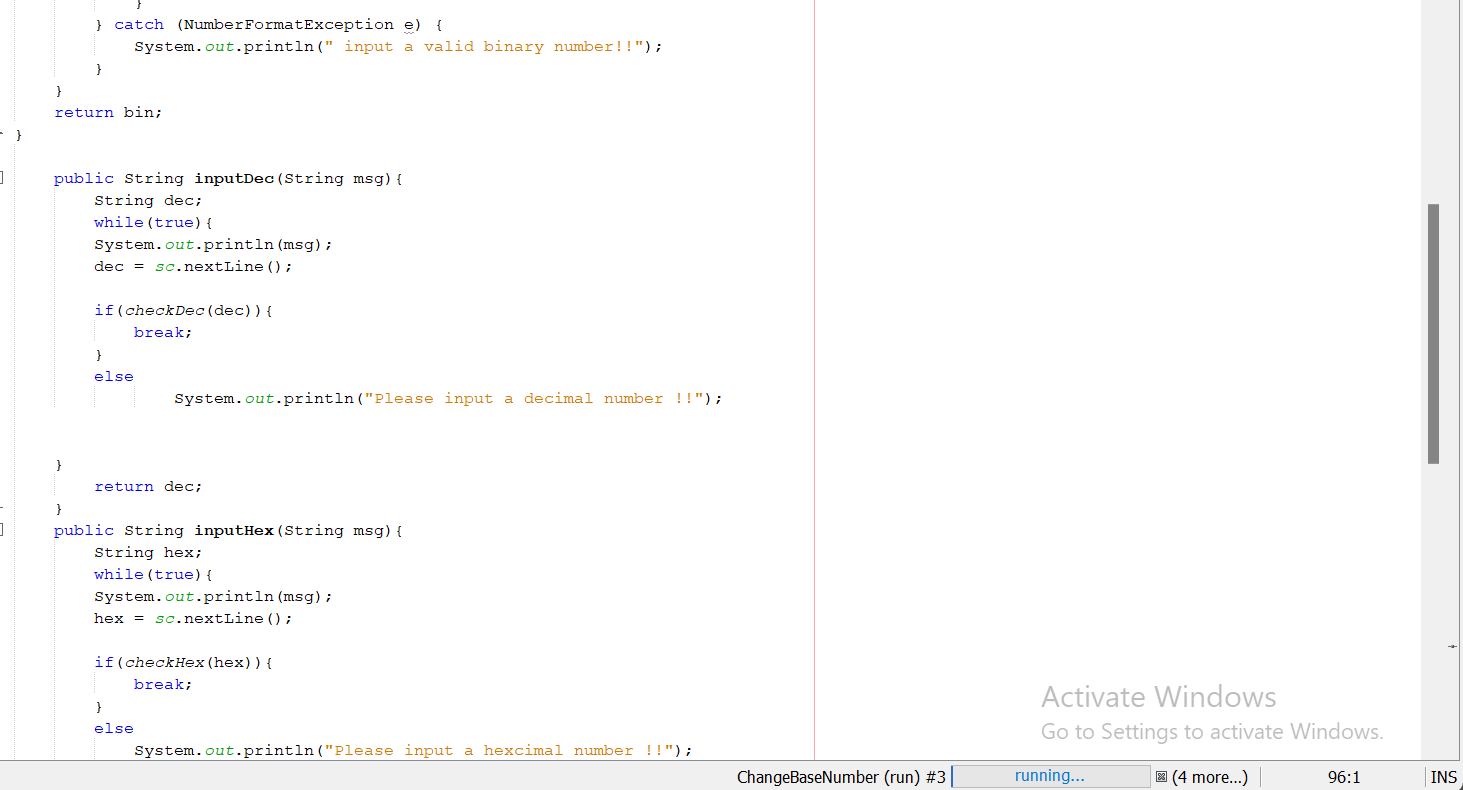 }
} catch (NumberFormatException e) {
System.out.println(" input a valid binary number!!");
}
}
return bin;
}
public String inputDec(String msg){
String dec;
while(true){
System.out.println(msg);
dec = sc.nextLine();
if(checkDec(dec)){
break;
}
else
System.out.println("Please input a decimal number !!");
}
return dec;
}
public String inputHex(String msg){
String hex;
while(true){
System.out.println(msg);
hex = sc.nextLine();
if(checkHex(hex)){
break;
}
else
System.out.println("Please input a hexcimal number !!");
Activate Windows
Go to Settings to activate Windows.
ChangeBaseNumber (run) #3 running... (4 more...) 96:1 INS